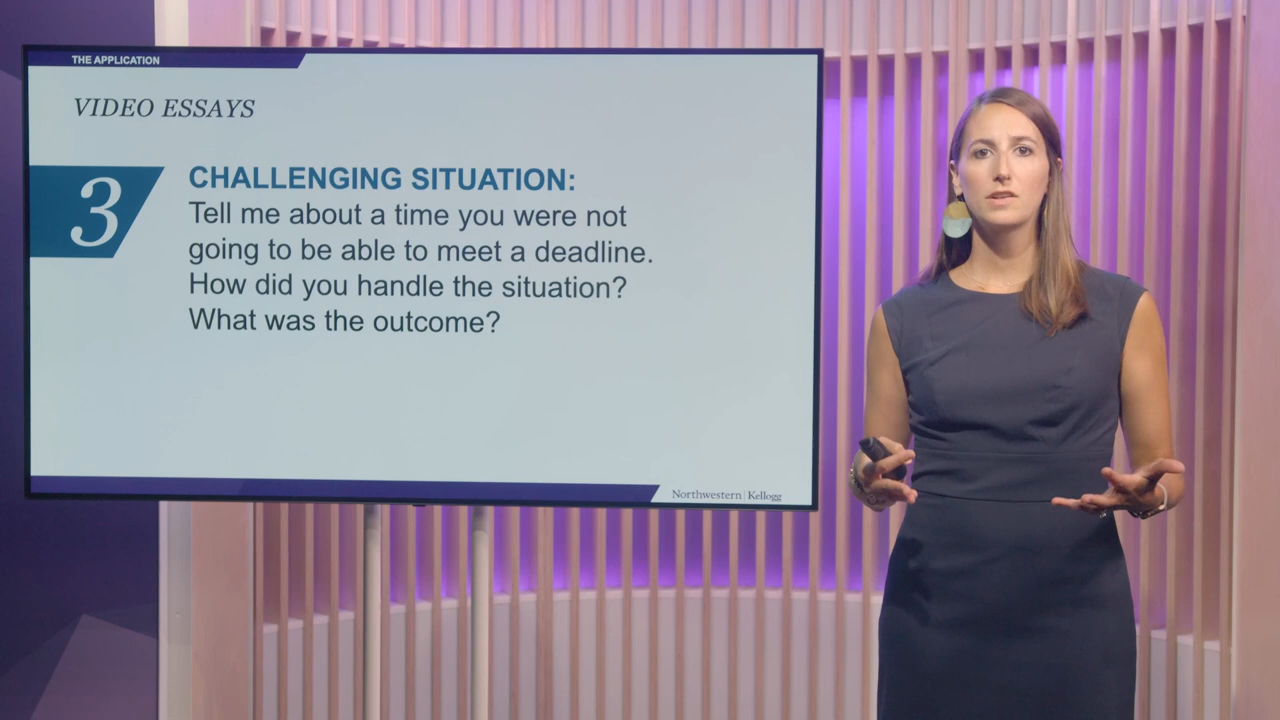 THE APPLICATION
VIDEO ESSAYS
3
CHALLENGING SITUATION:
Tell me about a time you were not
going to be able to meet a deadline.
How did you handle the situation?
What was the outcome?
Northwestern | Kellogg